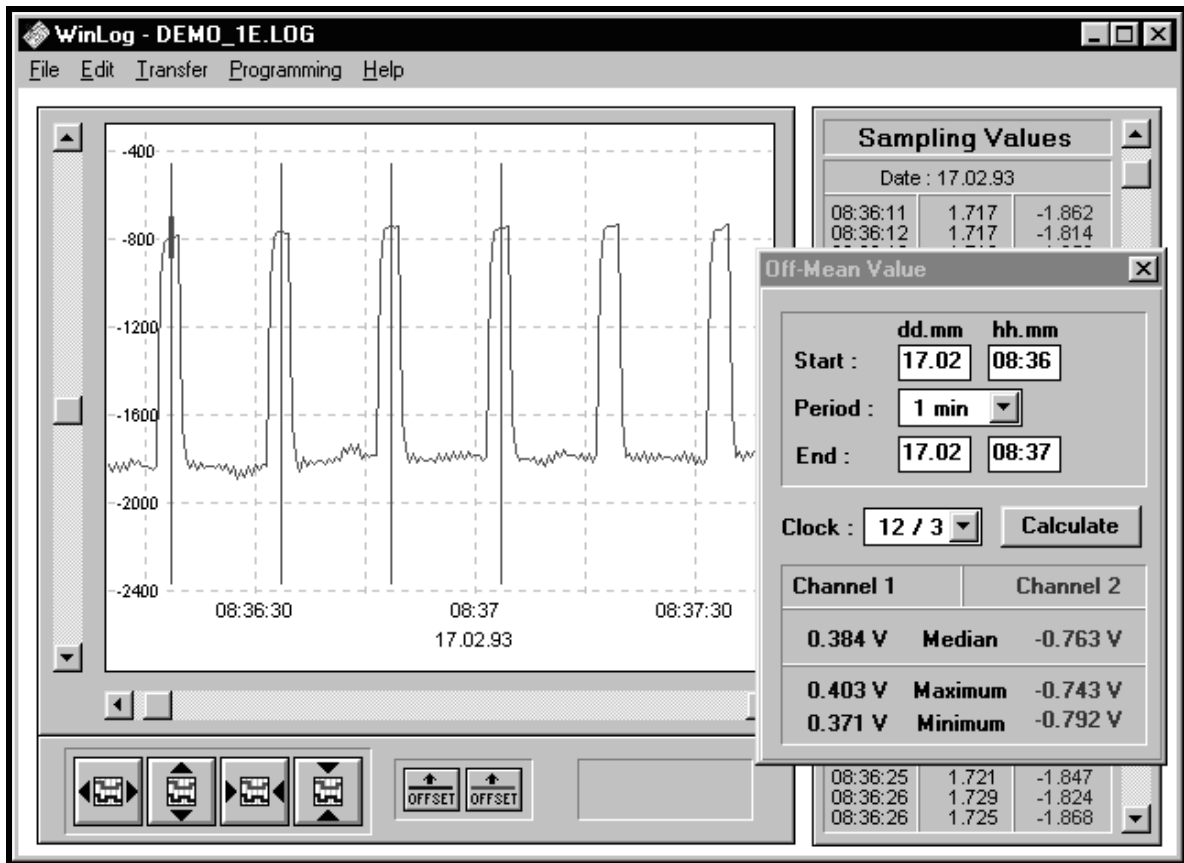 WinLog - DEMO_1E.LOG
File Edit Transfer Programming Help
-400
-800
-1200
-1600
-2000
-2400
08:36:30 08:37 08:37:30
17.02.93
OFFSET OFFSET
Sampling Values
Date : 17.02.93
08:36:11 1.717 -1.862
08:36:12 1.717 -1.814
Off-Mean Value
dd.mm hh.mm
Start : 17.02 08:36
Period : 1 min
End : 17.02 08:37
Clock : 12 / 3 Calculate
Channel 1 Channel 2
0.384 V Median -0.763 V
0.403 V Maximum -0.743 V
0.371 V Minimum -0.792 V
08:36:25 1.721 -1.847
08:36:26 1.729 -1.824
08:36:26 1.725 -1.868